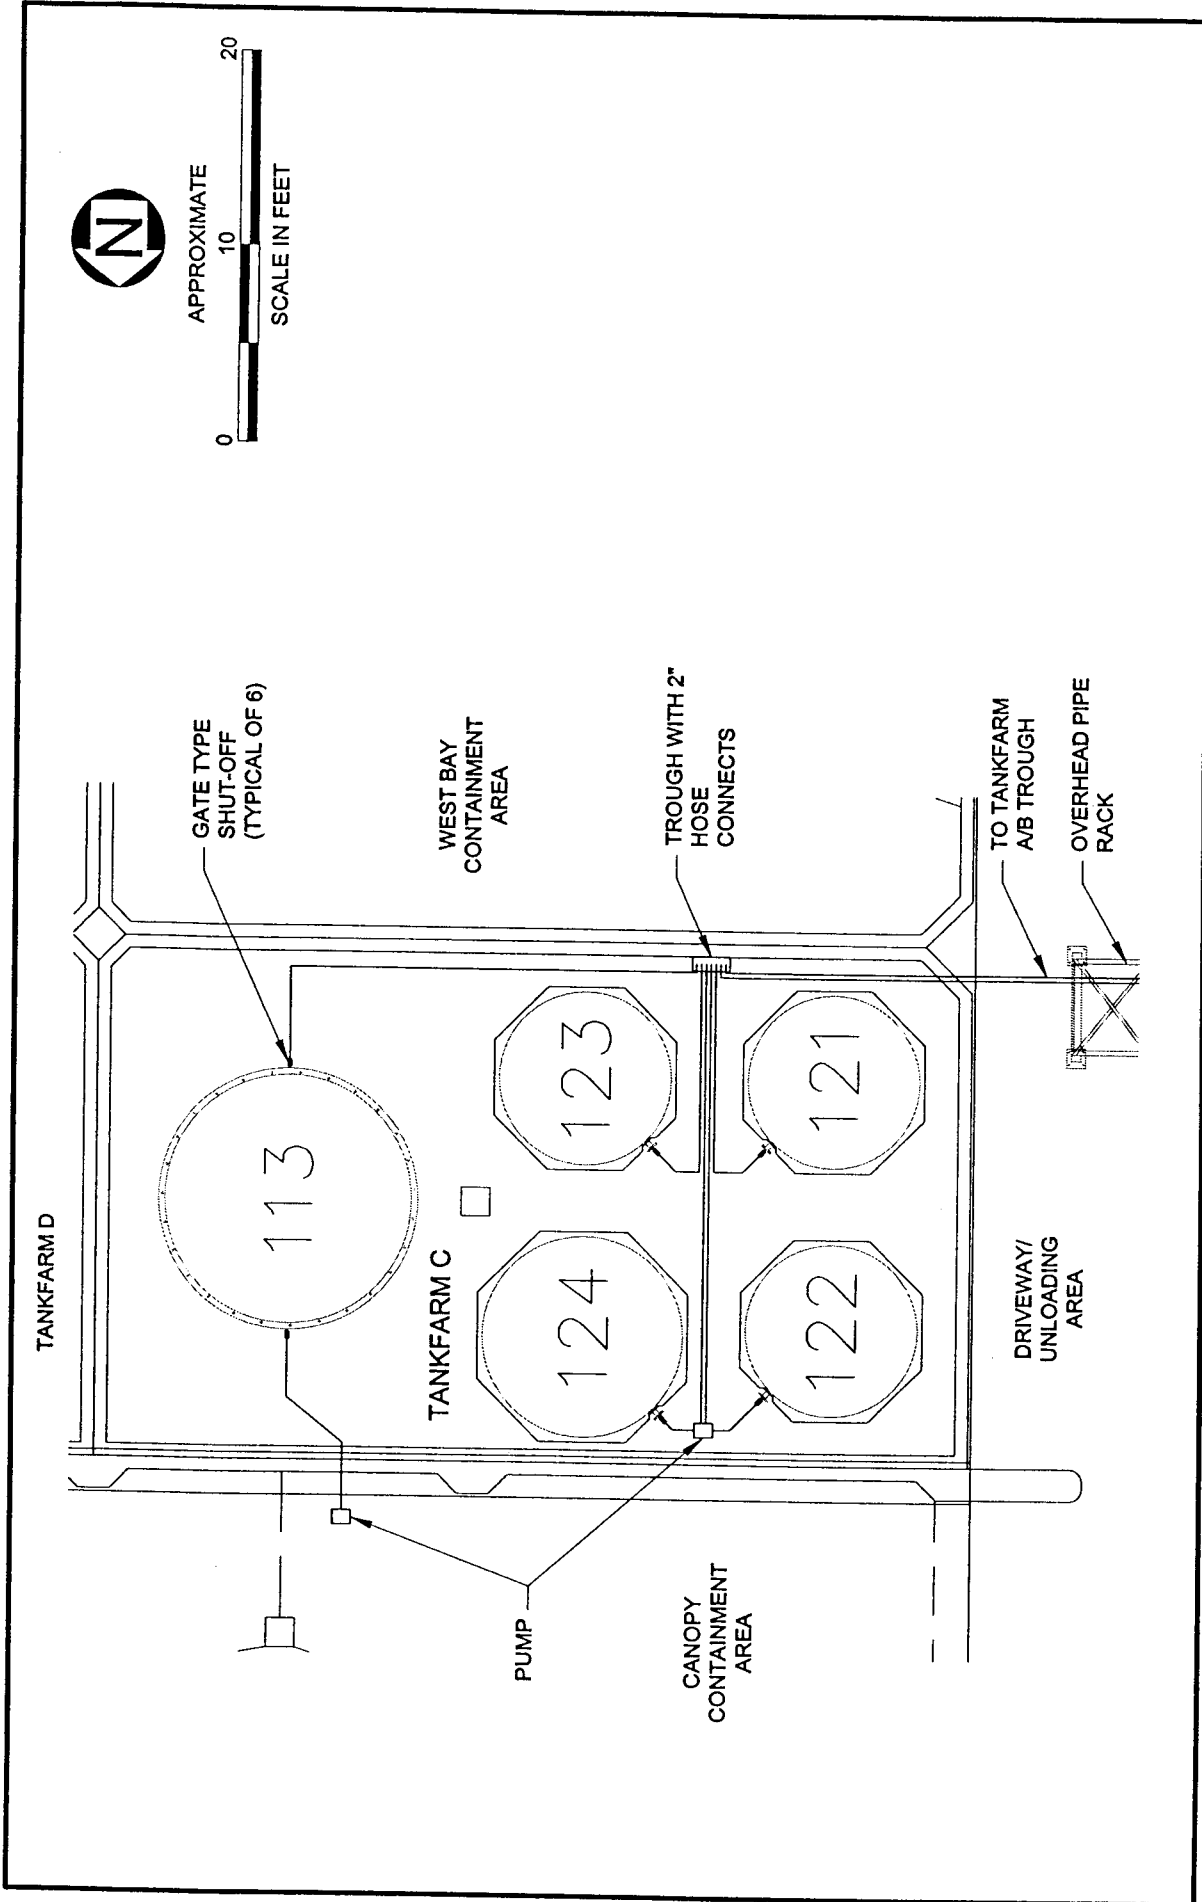 TANKFARM D
N
APPROXIMATE
0 10 20
SCALE IN FEET
GATE TYPE
SHUT-OFF
(TYPICAL OF 6)
113
WEST BAY
CONTAINMENT
AREA
TANKFARM C
124
123
TROUGH WITH 2"
HOSE
CONNECTS
122
121
PUMP
CANOPY
CONTAINMENT
AREA
DRIVEWAY/
UNLOADING
AREA
TO TANKFARM
A/B TROUGH
OVERHEAD PIPE
RACK